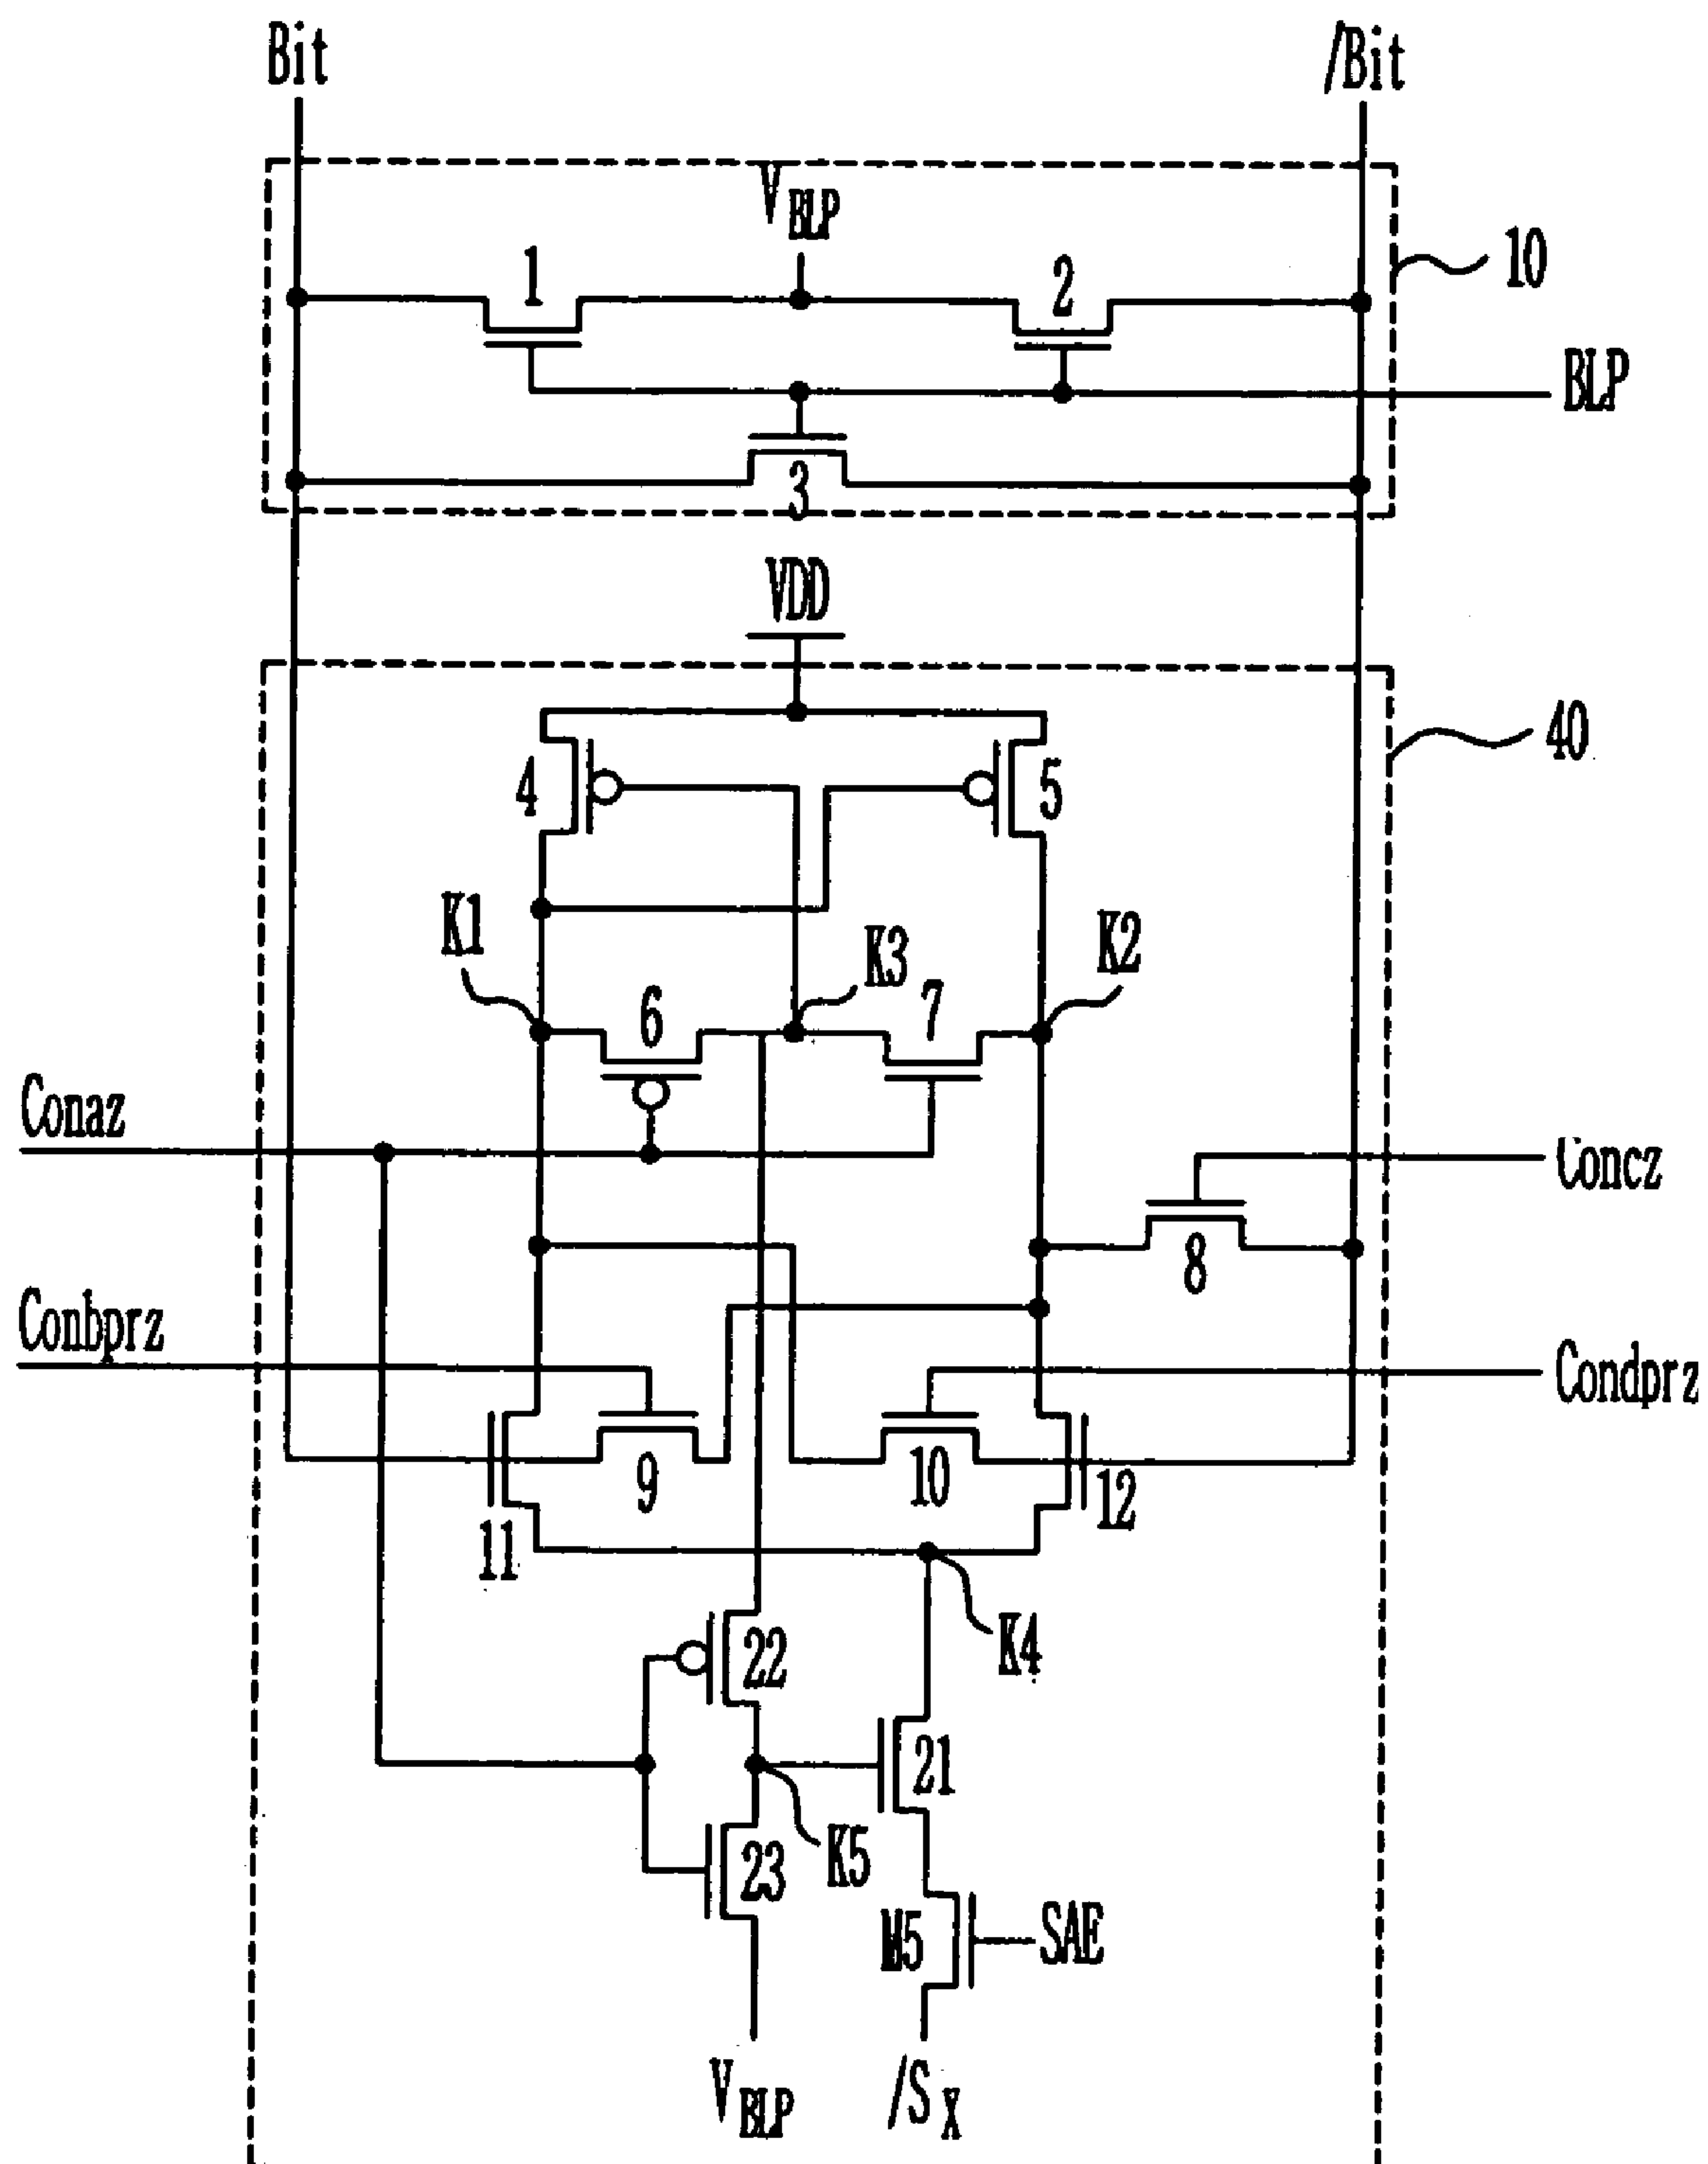 Bit
/Bit
VBLP
1
2
10
BLP
3
VDD
40
4
5
K1
K3
K2
6
7
Conaz
Concz
8
Conbprz
Condprz
9
10
11
12
K4
22
21
23
K5
M5
SAE
VBLP
/SX